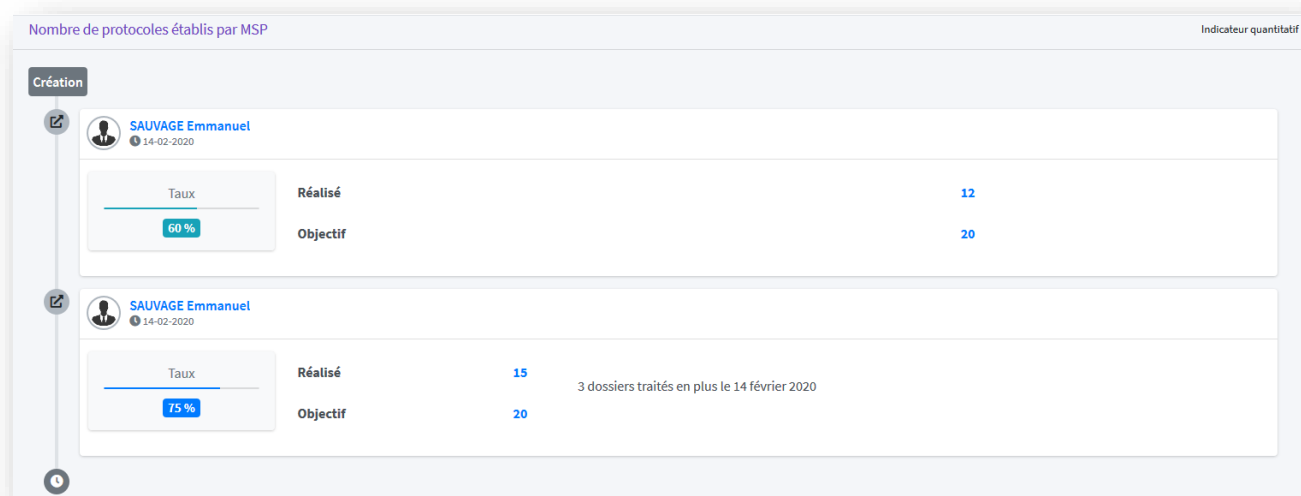 Nombre de protocoles établis par MSP
Indicateur quantitatif
Création
SAUVAGE Emmanuel
14-02-2020
Taux
60 %
Réalisé 12
Objectif 20
SAUVAGE Emmanuel
14-02-2020
Taux
75 %
Réalisé 15
3 dossiers traités en plus le 14 février 2020
Objectif 20